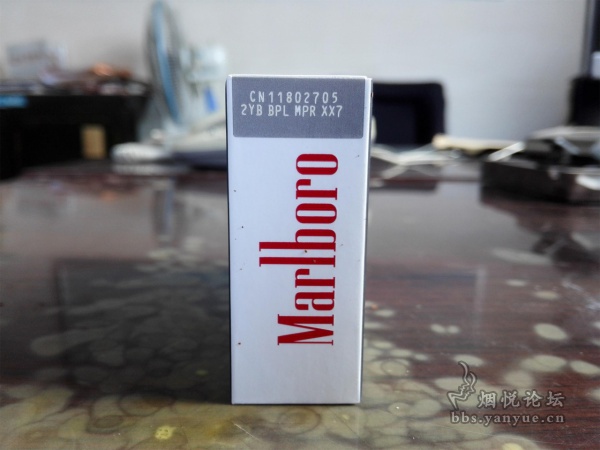 CN11802705
2YB BPL MPR XX7
Marlboro
烟悦论坛
bbs.yanyue.cn